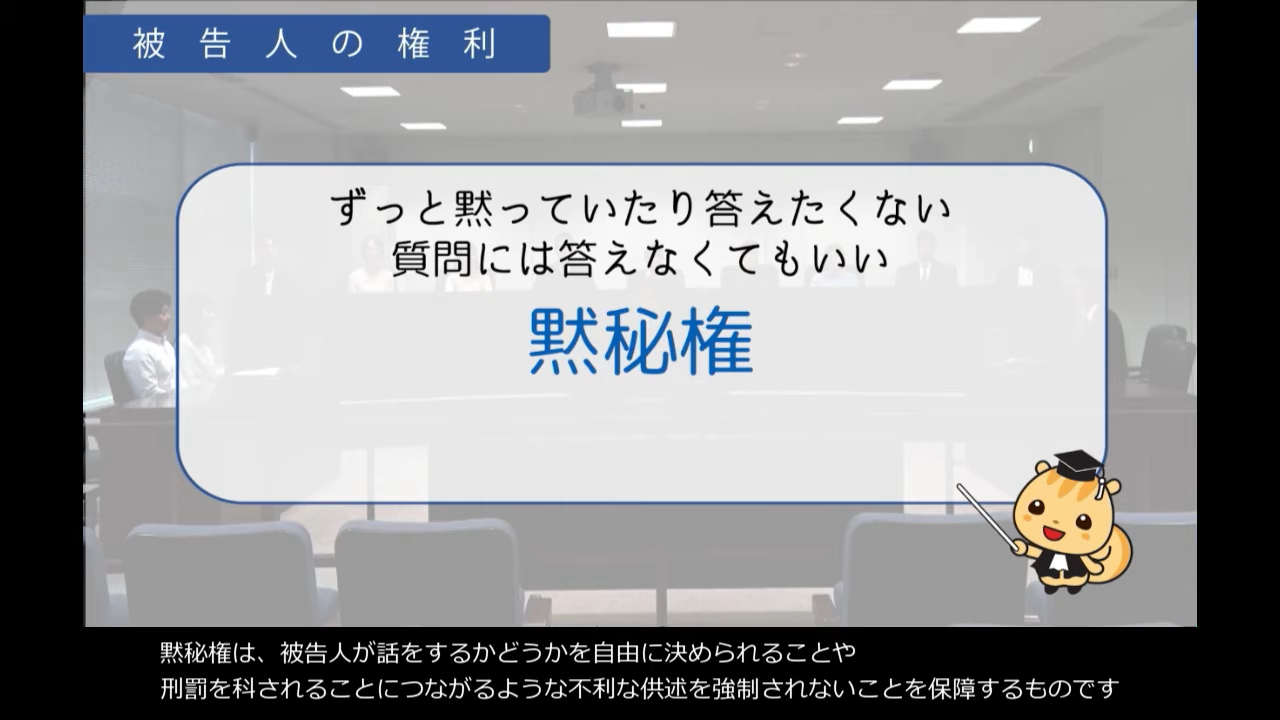 被告人の権利
ずっと黙っていたり答えたくない
質問には答えなくてもいい
黙秘権
黙秘権は、被告人が話をするかどうかを自由に決められることや
刑罰を科されることにつながるような不利な供述を強制されないことを保障するものです